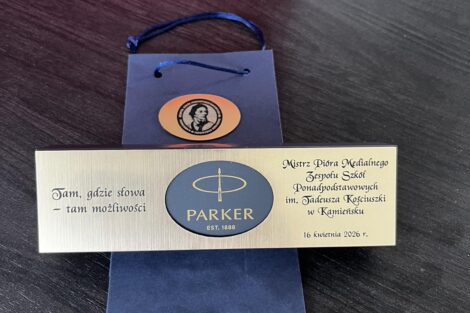 Tam, gdzie słowa
– tam możliwości
PARKER
EST. 1888
Mistrz Pióra Medialnego
Zespołu Szkół
Ponadpodstawowych
im. Tadeusza Kościuszki
w Kamieńsku
16 kwietnia 2026 r.